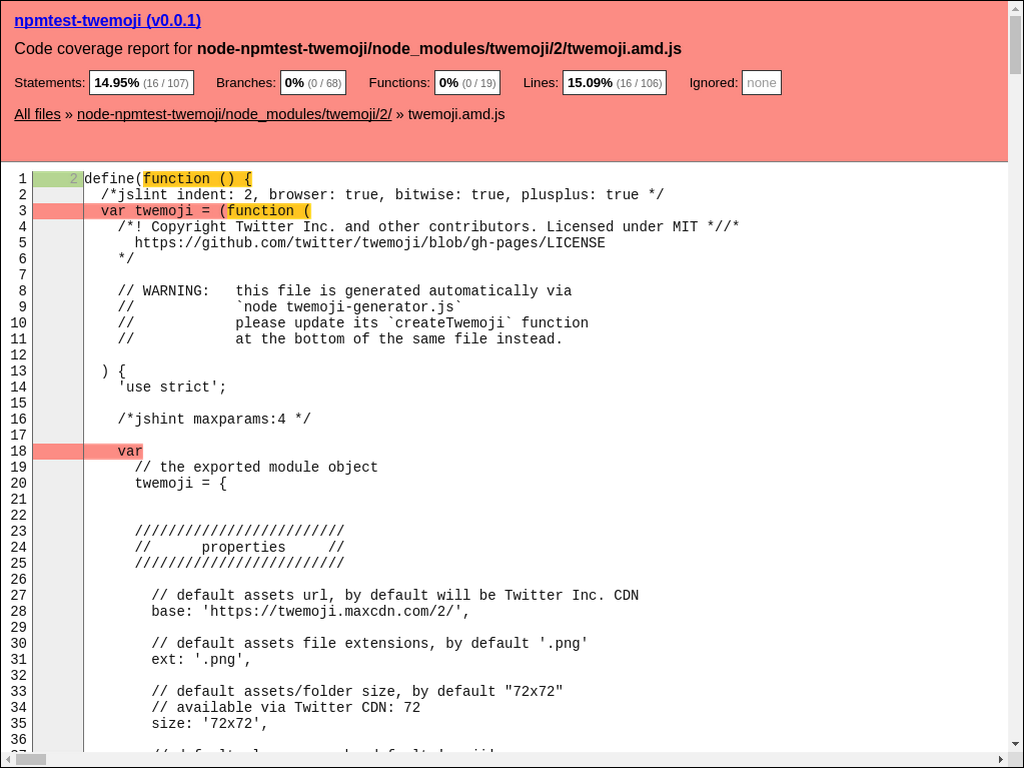 npmtest-twemoji (v0.0.1)
Code coverage report for node-npmtest-twemoji/node_modules/twemoji/2/twemoji.amd.js
Statements: 14.95% (16 / 107) Branches: 0% (0 / 68) Functions: 0% (0 / 19) Lines: 15.09% (16 / 106) Ignored: none
All files » node-npmtest-twemoji/node_modules/twemoji/2/ » twemoji.amd.js
1 2 define(function () {
2 /*jslint indent: 2, browser: true, bitwise: true, plusplus: true */
3 var twemoji = (function (
4 /*! Copyright Twitter Inc. and other contributors. Licensed under MIT *//*
5 https://github.com/twitter/twemoji/blob/gh-pages/LICENSE
6 */
7
8 // WARNING:   this file is generated automatically via
9 //            `node twemoji-generator.js`
10 //            please update its `createTwemoji` function
11 //            at the bottom of the same file instead.
12
13 ) {
14 'use strict';
15
16 /*jshint maxparams:4 */
17
18 var
19 // the exported module object
20 twemoji = {
21
22
23 /////////////////////////
24 //      properties     //
25 /////////////////////////
26
27 // default assets url, by default will be Twitter Inc. CDN
28 base: 'https://twemoji.maxcdn.com/2/',
29
30 // default assets file extensions, by default '.png'
31 ext: '.png',
32
33 // default assets/folder size, by default "72x72"
34 // available via Twitter CDN: 72
35 size: '72x72',
36